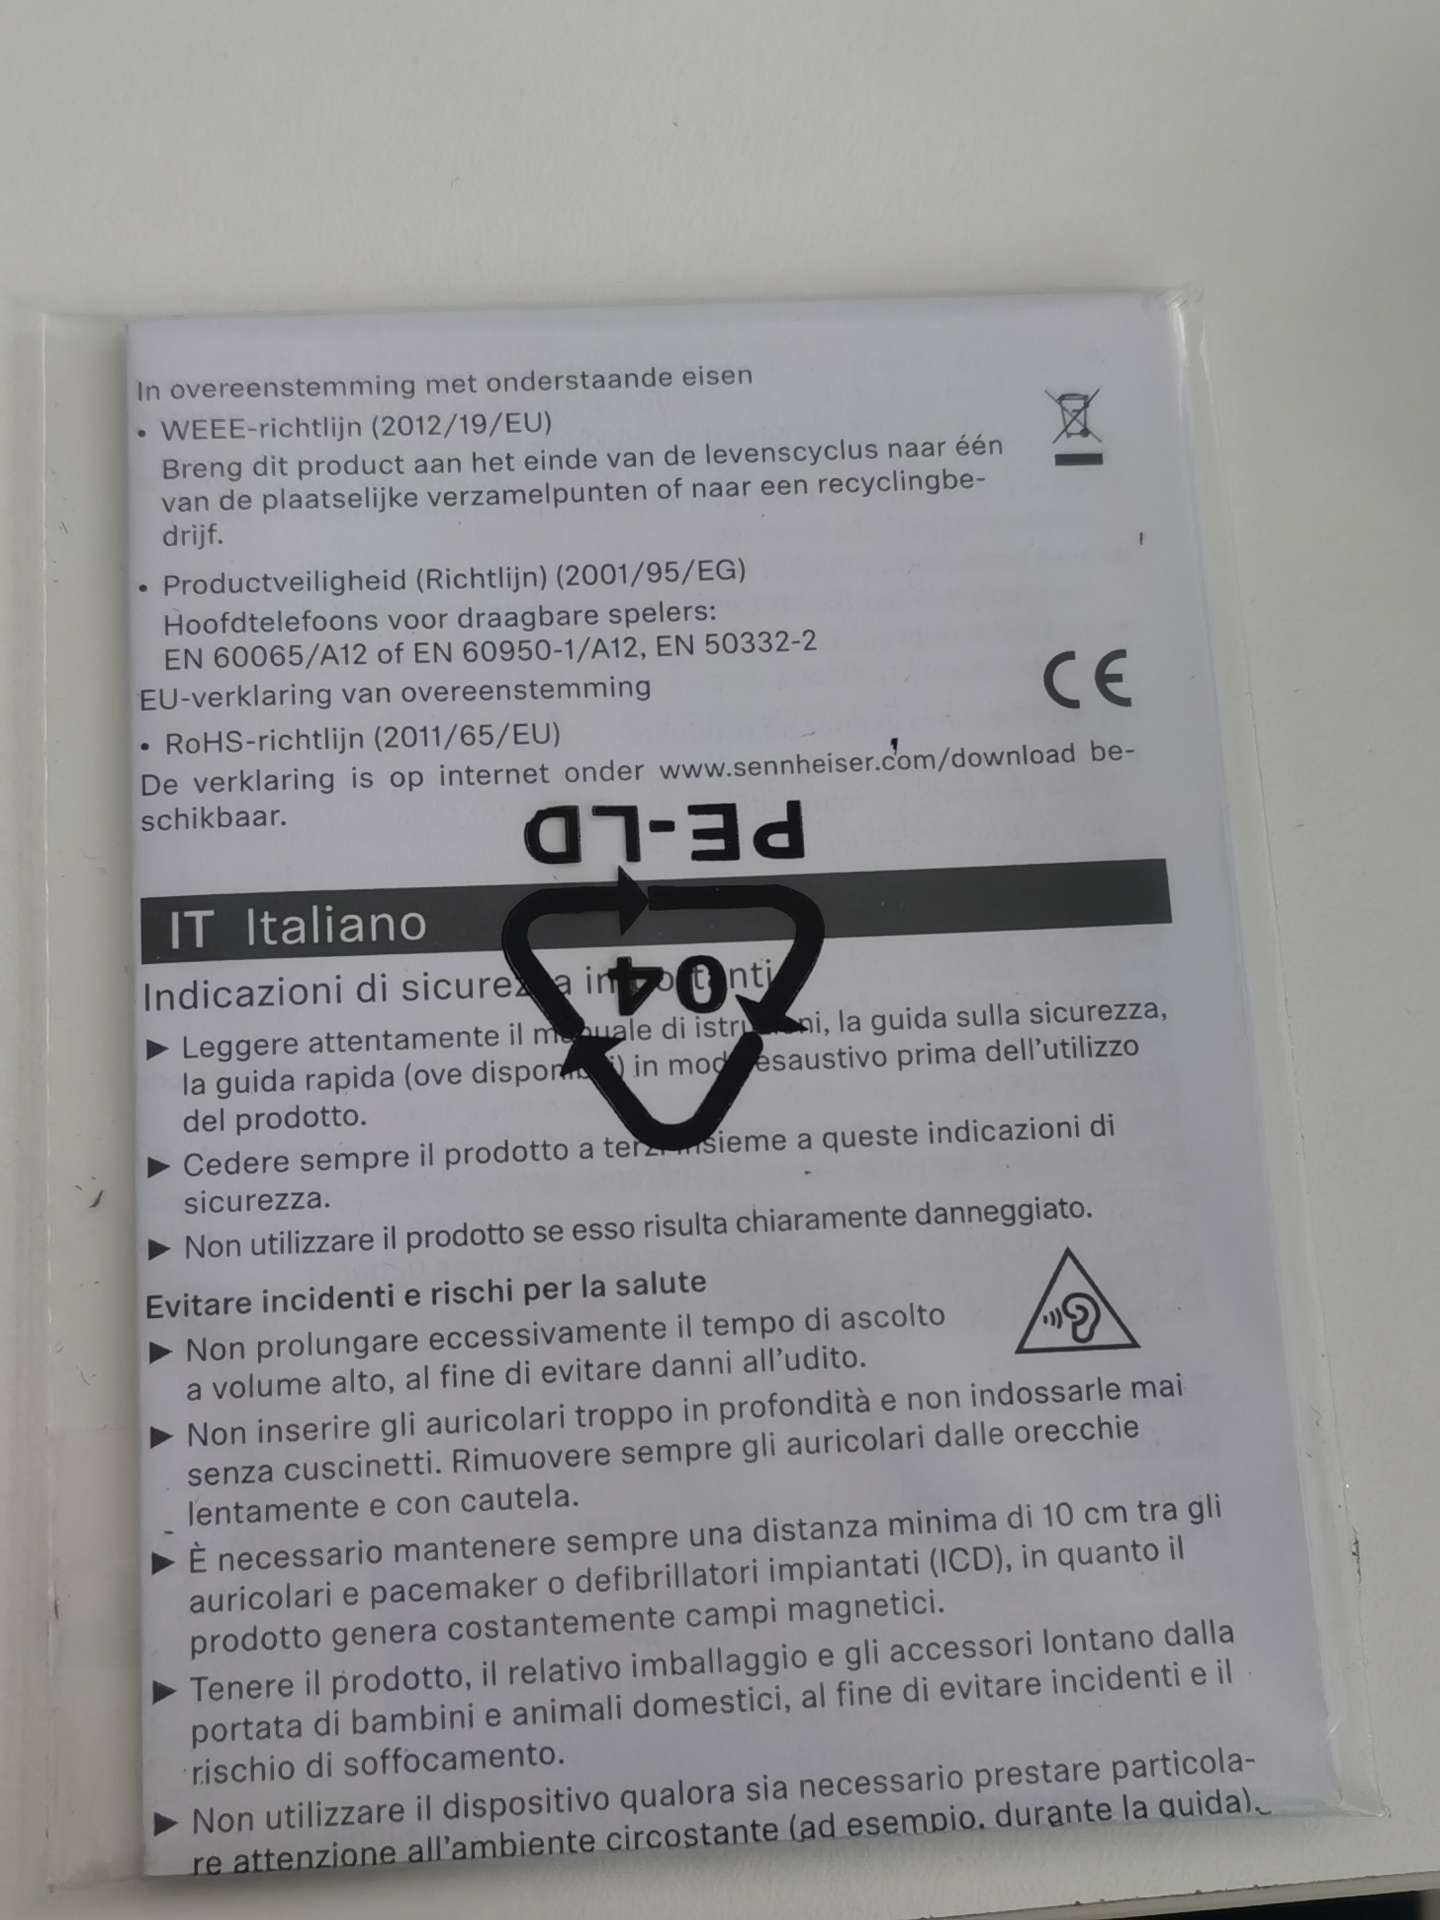 In overeenstemming met onderstaande eisen
• WEEE-richtlijn (2012/19/EU)
Breng dit product aan het einde van de levenscyclus naar één
van de plaatselijke verzamelpunten of naar een recyclingbe-
drijf.
• Productveiligheid (Richtlijn) (2001/95/EG)
Hoofdtelefoons voor draagbare spelers:
EN 60065/A12 of EN 60950-1/A12, EN 50332-2
EU-verklaring van overeenstemming
CE
• RoHS-richtlijn (2011/65/EU)
De verklaring is op internet onder www.sennheiser.com/download be-
schikbaar.
PE-LD
04
IT Italiano
Indicazioni di sicurezza importanti
▶ Leggere attentamente il manuale di istruzioni, la guida sulla sicurezza,
la guida rapida (ove disponibili) in modo esaustivo prima dell'utilizzo
del prodotto.
▶ Cedere sempre il prodotto a terzi insieme a queste indicazioni di
sicurezza.
▶ Non utilizzare il prodotto se esso risulta chiaramente danneggiato.
Evitare incidenti e rischi per la salute
▶ Non prolungare eccessivamente il tempo di ascolto
a volume alto, al fine di evitare danni all'udito.
▶ Non inserire gli auricolari troppo in profondità e non indossarle mai
senza cuscinetti. Rimuovere sempre gli auricolari dalle orecchie
lentamente e con cautela.
▶ È necessario mantenere sempre una distanza minima di 10 cm tra gli
auricolari e pacemaker o defibrillatori impiantati (ICD), in quanto il
prodotto genera costantemente campi magnetici.
▶ Tenere il prodotto, il relativo imballaggio e gli accessori lontano dalla
portata di bambini e animali domestici, al fine di evitare incidenti e il
rischio di soffocamento.
▶ Non utilizzare il dispositivo qualora sia necessario prestare particola-
re attenzione all'ambiente circostante (ad esempio, durante la guida).